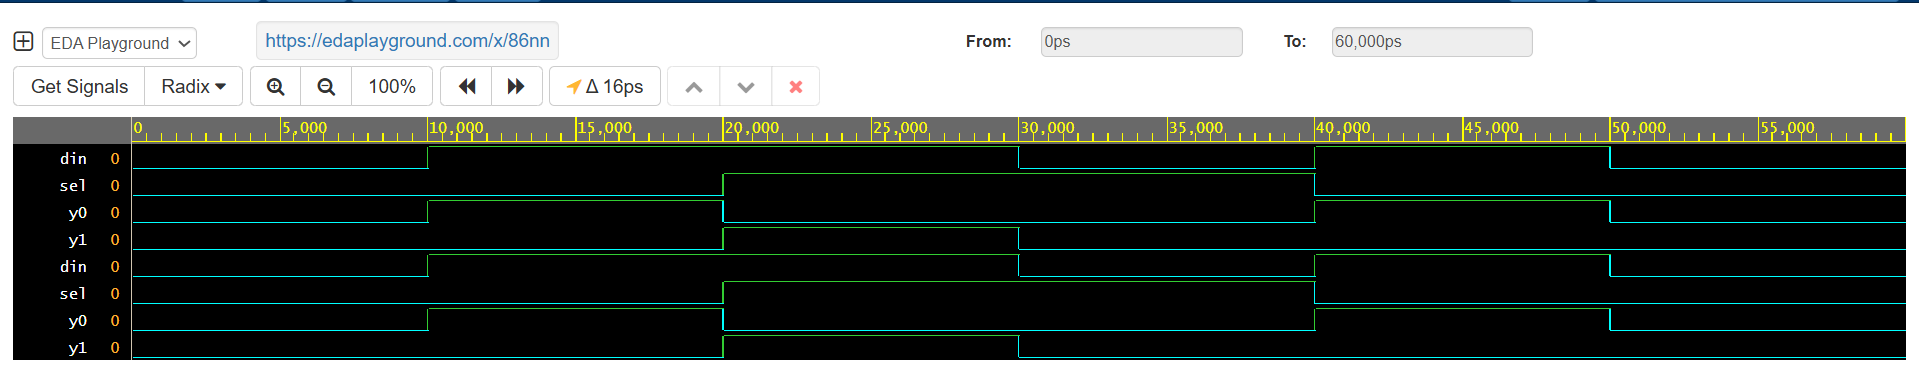 EDA Playground https://edaplayground.com/x/86nn From: 0ps To: 60,000ps
Get Signals Radix 100% Δ 16ps
0 5,000 10,000 15,000 20,000 25,000 30,000 35,000 40,000 45,000 50,000 55,000
din 0
sel 0
y0 0
y1 0
din 0
sel 0
y0 0
y1 0